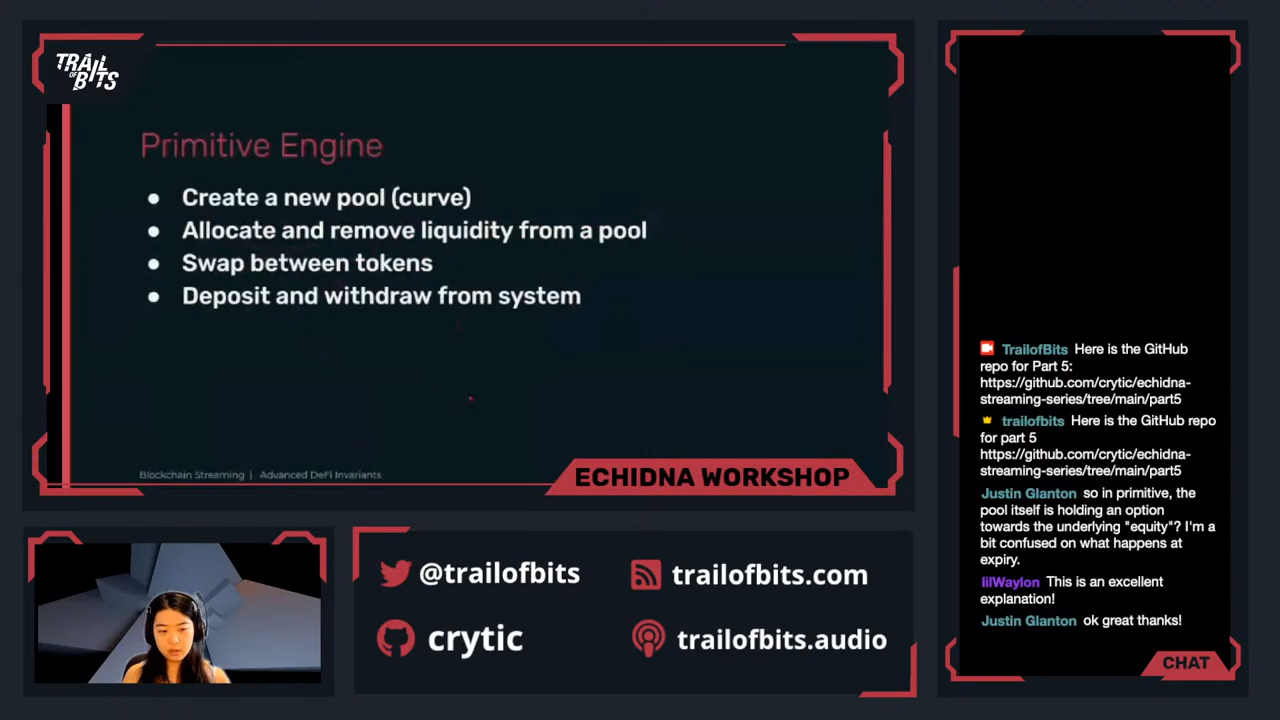 TRAIL
OF
BITS
Primitive Engine
● Create a new pool (curve)
● Allocate and remove liquidity from a pool
● Swap between tokens
● Deposit and withdraw from system
Blockchain Streaming | Advanced DeFi Invariants
ECHIDNA WORKSHOP
@trailofbits
trailofbits.com
crytic
trailofbits.audio
TrailofBits Here is the GitHub
repo for Part 5:
https://github.com/crytic/echidna-
streaming-series/tree/main/part5
trailofbits Here is the GitHub repo
for part 5
https://github.com/crytic/echidna-
streaming-series/tree/main/part5
Justin Glanton so in primitive, the
pool itself is holding an option
towards the underlying "equity"? I'm a
bit confused on what happens at
expiry.
lilWaylon This is an excellent
explanation!
Justin Glanton ok great thanks!
CHAT